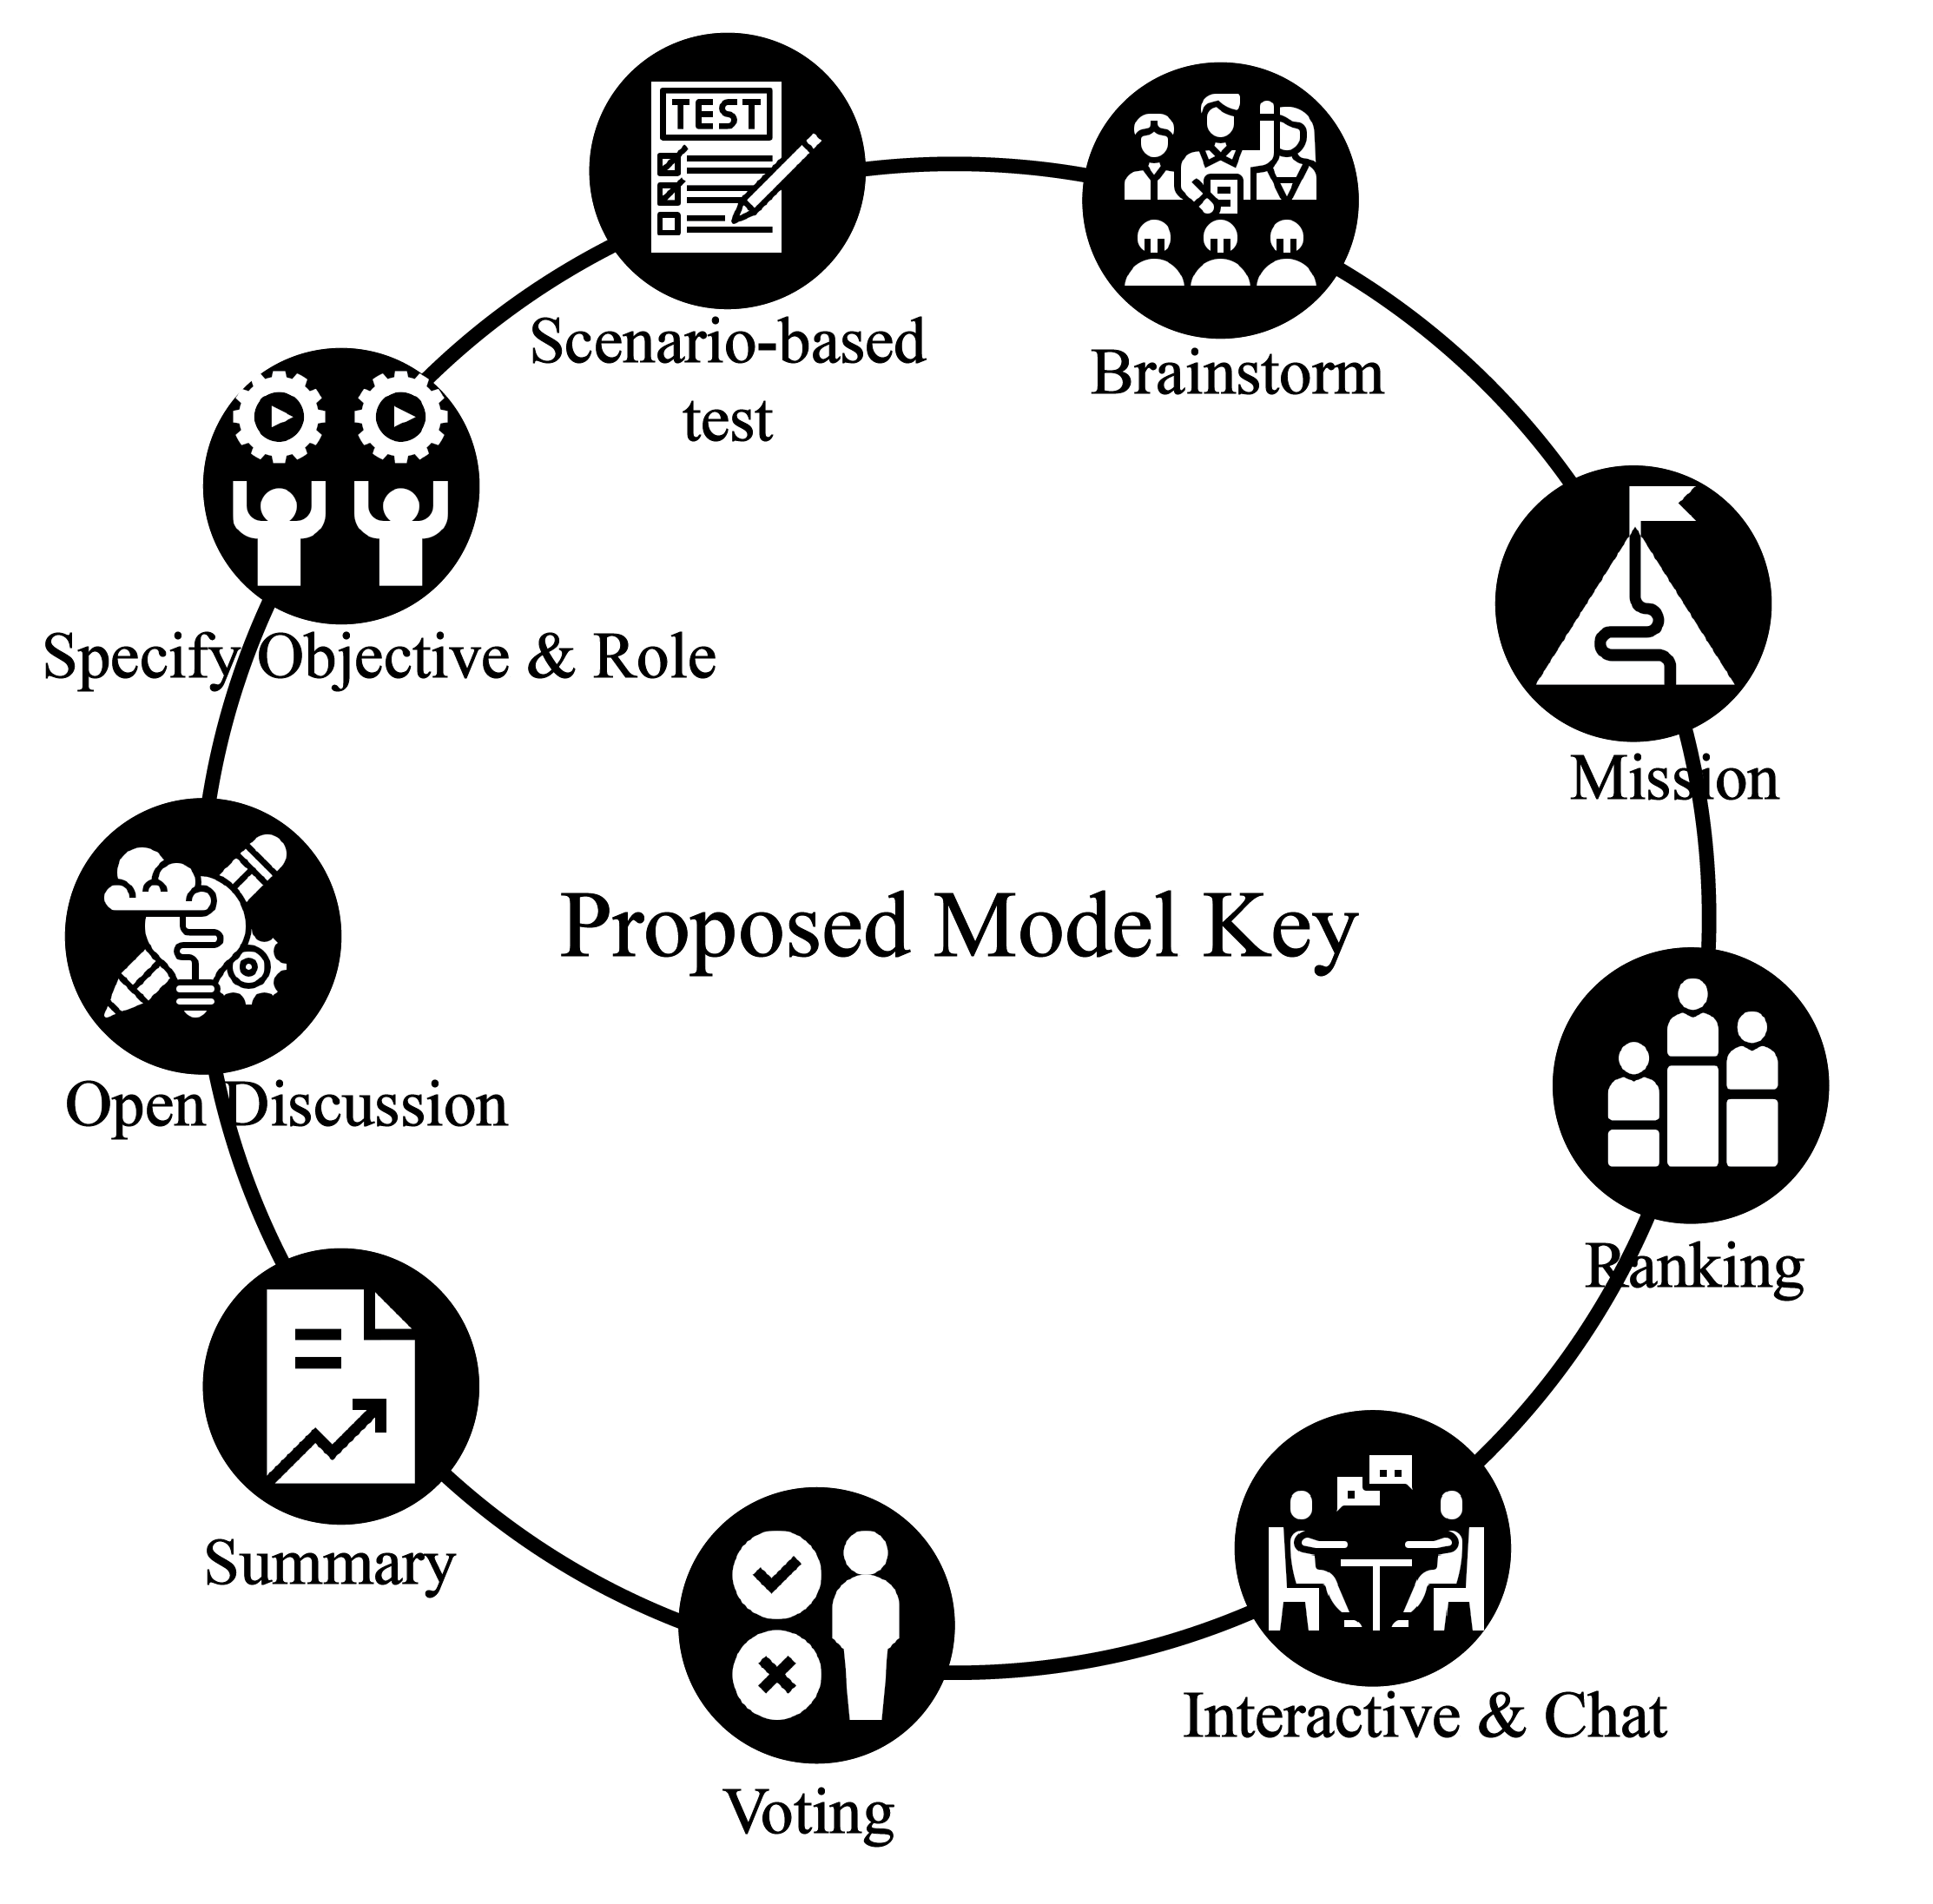 TEST
Scenario-based
test
Brainstorm
Specify Objective & Role
Mission
Proposed Model Key
Open Discussion
Ranking
Summary
Interactive & Chat
Voting